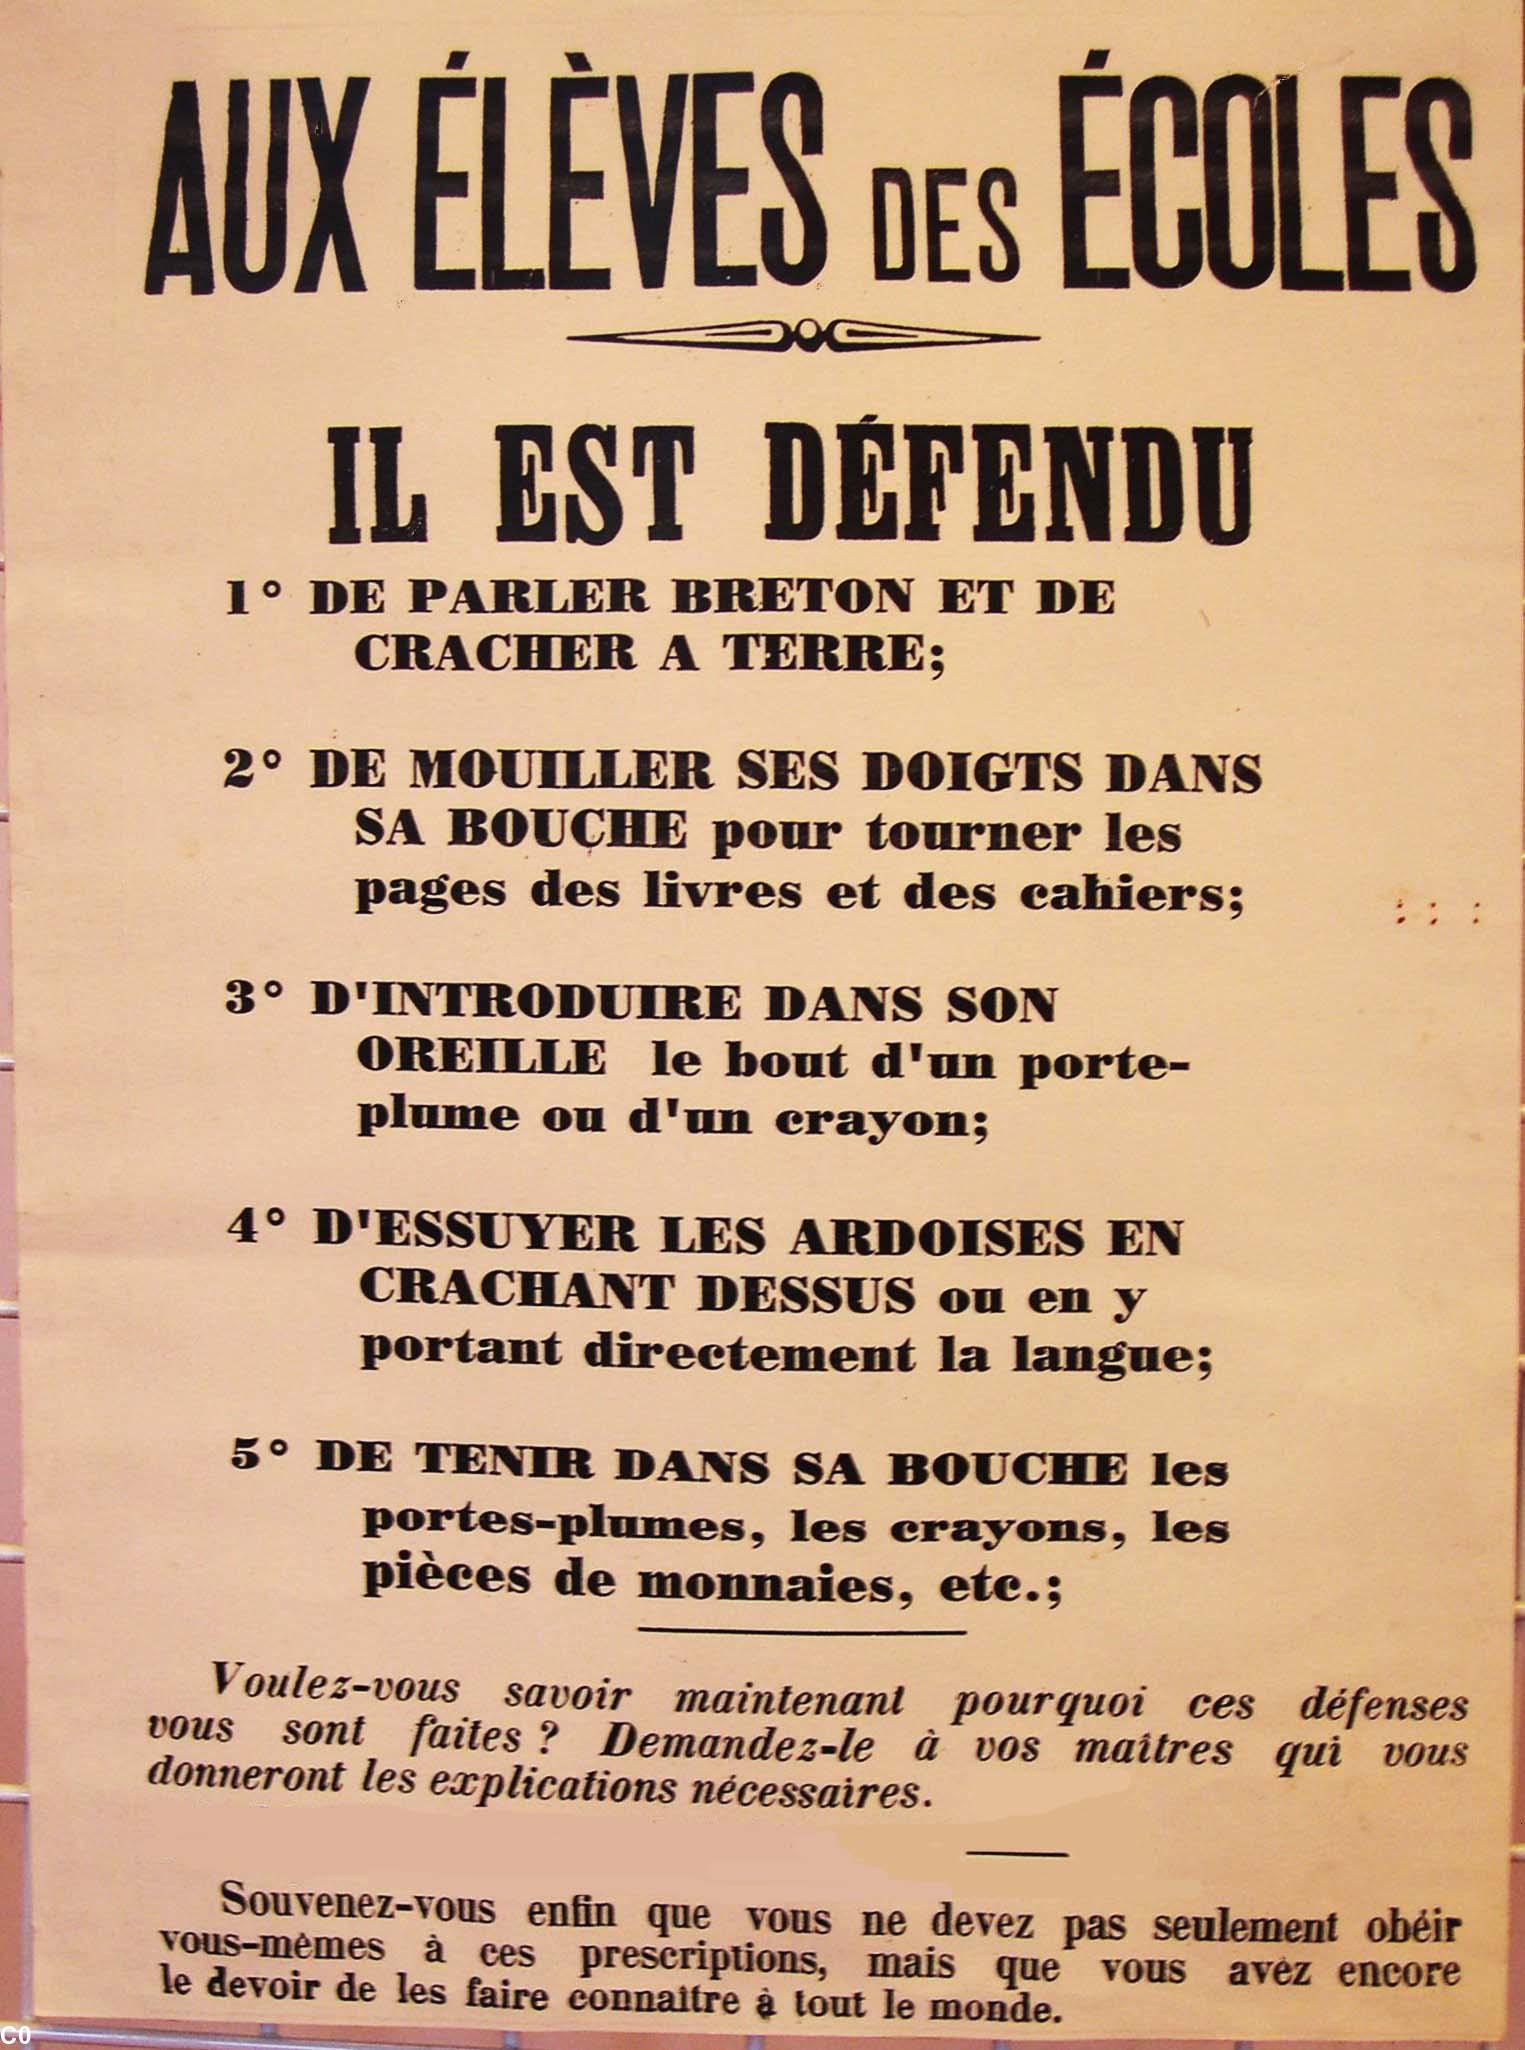 AUX ÉLÈVES DES ÉCOLES
IL EST DÉFENDU
1° DE PARLER BRETON ET DE
CRACHER A TERRE;
2° DE MOUILLER SES DOIGTS DANS
SA BOUCHE pour tourner les
pages des livres et des cahiers;
3° D'INTRODUIRE DANS SON
OREILLE le bout d'un porte-
plume ou d'un crayon;
4° D'ESSUYER LES ARDOISES EN
CRACHANT DESSUS ou en y
portant directement la langue;
5° DE TENIR DANS SA BOUCHE les
portes-plumes, les crayons, les
pièces de monnaies, etc.;
Voulez-vous savoir maintenant pourquoi ces défenses
vous sont faites ? Demandez-le à vos maîtres qui vous
donneront les explications nécessaires.
Souvenez-vous enfin que vous ne devez pas seulement obéir
vous-mêmes à ces prescriptions, mais que vous avez encore
le devoir de les faire connaître à tout le monde.
C0